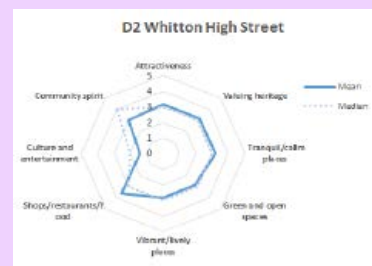 D2 Whitton High Street
Attractiveness
Valuing heritage
Tranquil/calm
places
Green and open
spaces
Vibrant/lively
places
Shops/restaurants/f
ood
Culture and
entertainment
Community spirit
5
4
3
2
1
0
Mean
Median